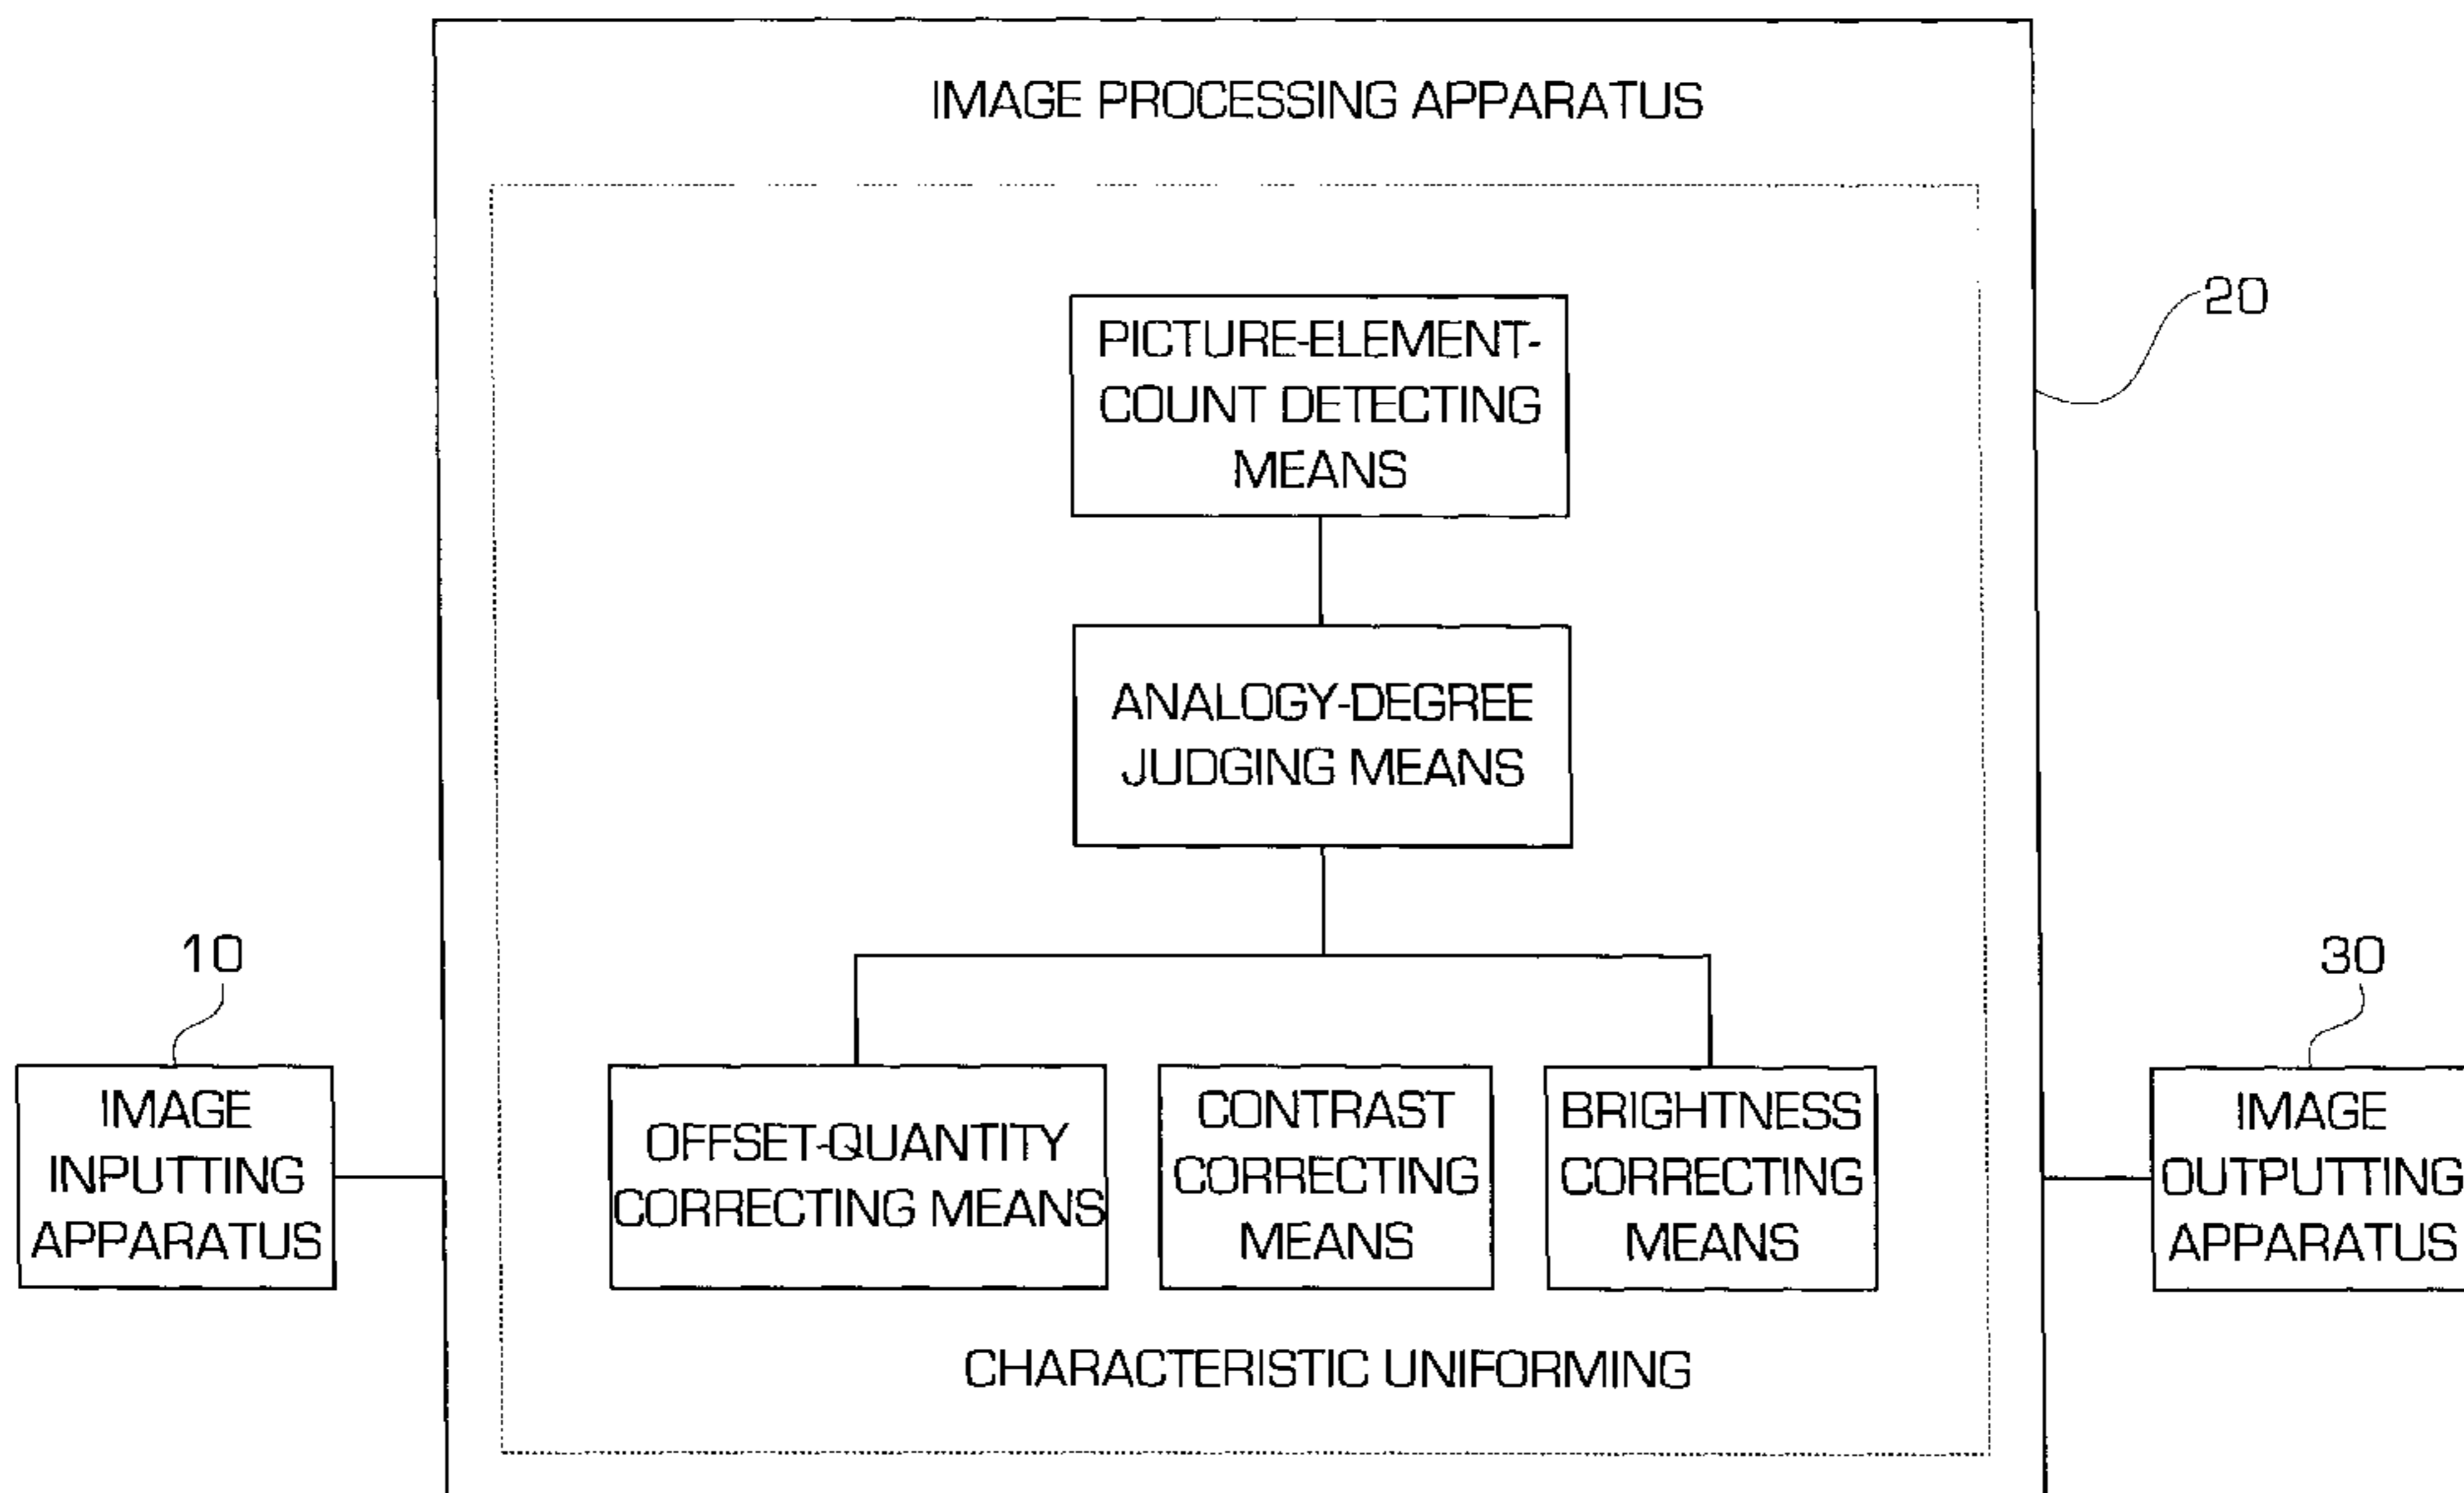 IMAGE PROCESSING APPARATUS
20
PICTURE-ELEMENT-
COUNT DETECTING
MEANS
ANALOGY-DEGREE
JUDGING MEANS
10
30
IMAGE
INPUTTING
APPARATUS
OFFSET-QUANTITY
CORRECTING MEANS
CONTRAST
CORRECTING
MEANS
BRIGHTNESS
CORRECTING
MEANS
IMAGE
OUTPUTTING
APPARATUS
CHARACTERISTIC UNIFORMING